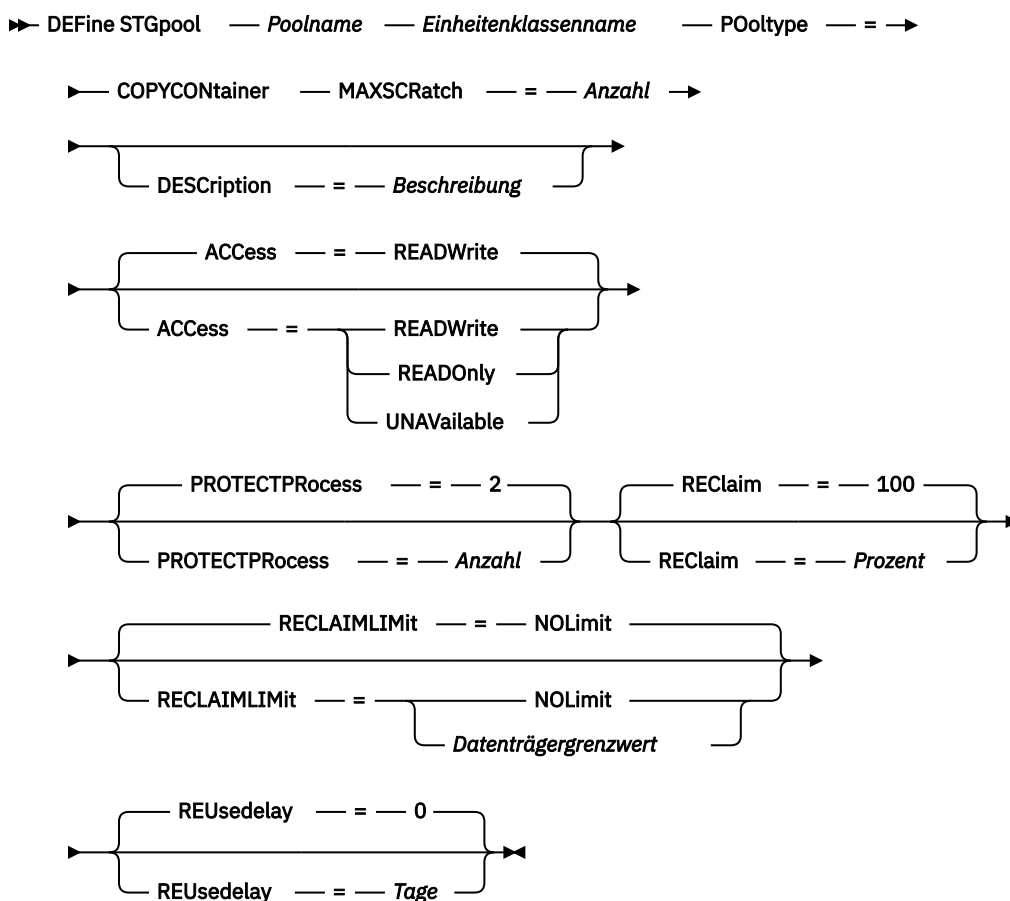 DEFine STGpool — Poolname — Einheitenklassenname — POoltype — =
COPYCONtainer — MAXSCRatch — = — Anzahl
DESCription — = — Beschreibung
ACCess — = — READWrite
ACCess — = — READWrite
READOnly
UNAVailable
PROTECTPRocess — = — 2 REClaim — = — 100
PROTECTPRocess — = — Anzahl REClaim — = — Prozent
RECLAIMLIMit — = — NOLimit
RECLAIMLIMit — = — NOLimit
Datenträgergrenzwert
REUsedelay — = — 0
REUsedelay — = — Tage